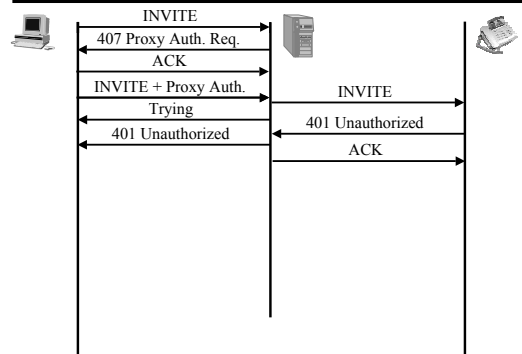 INVITE
407 Proxy Auth. Req.
ACK
INVITE + Proxy Auth.
INVITE
Trying
401 Unauthorized
401 Unauthorized
ACK